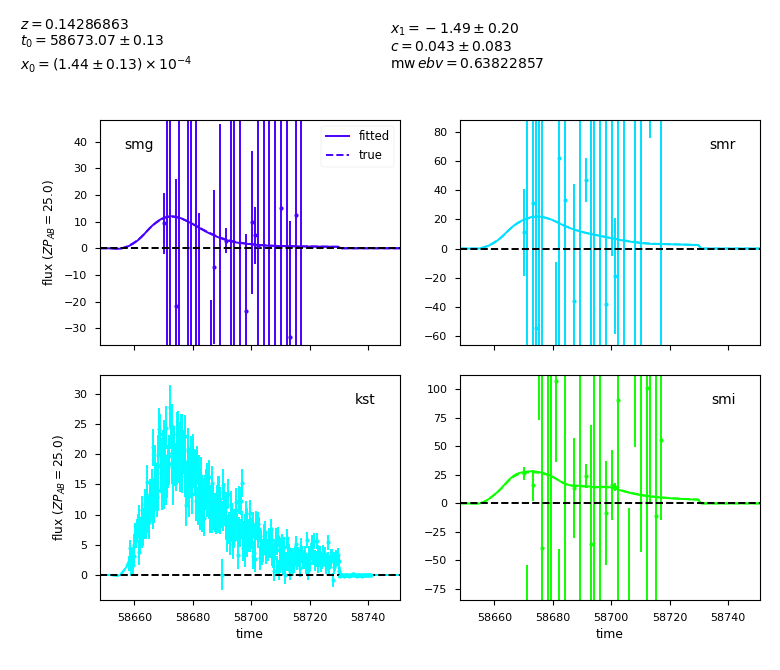 z = 0.14286863
t₀ = 58673.07 ± 0.13
x₀ = (1.44 ± 0.13) × 10⁻⁴
x₁ = −1.49 ± 0.20
c = 0.043 ± 0.083
mw ebv = 0.63822857
smg
fitted
true
40
30
20
10
0
−10
−20
−30
flux (ZP_AB = 25.0)
smr
80
60
40
20
0
−20
−40
−60
kst
30
25
20
15
10
5
0
flux (ZP_AB = 25.0)
58660 58680 58700 58720 58740
time
smi
100
75
50
25
0
−25
−50
−75
58660 58680 58700 58720 58740
time